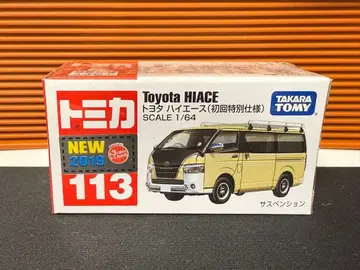 トミカ
NEW
2019
113
Toyota HIACE
トヨタ ハイエース(初回特別仕様)
SCALE 1/64
TAKARA
TOMY
サスペンション